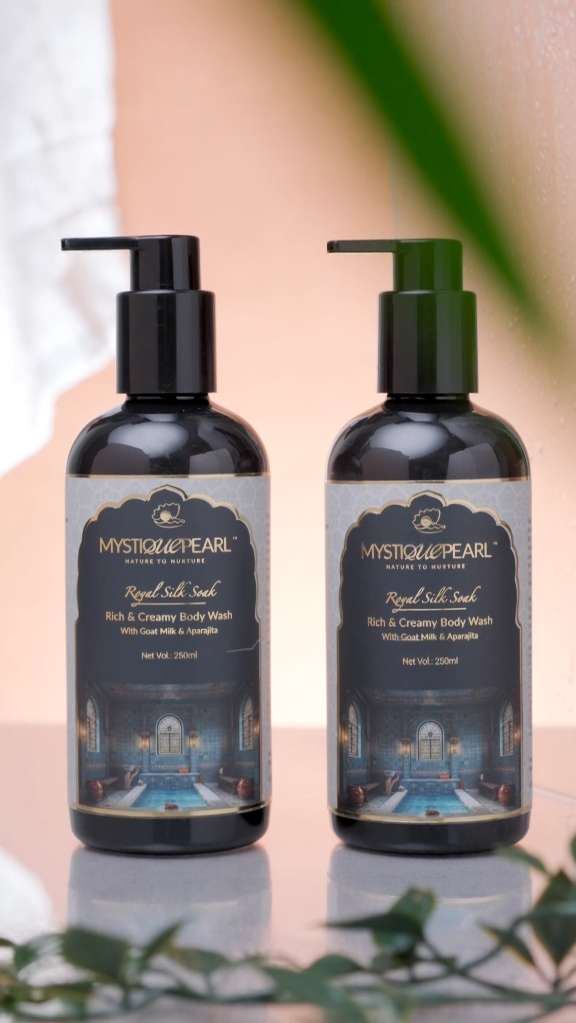 MYSTIQUEPEARL™
NATURE TO NURTURE
Royal Silk Soak
Rich & Creamy Body Wash
With Goat Milk & Aparajita
Net Vol.: 250ml
MYSTIQUEPEARL™
NATURE TO NURTURE
Royal Silk Soak
Rich & Creamy Body Wash
With Goat Milk & Aparajita
Net Vol.: 250ml